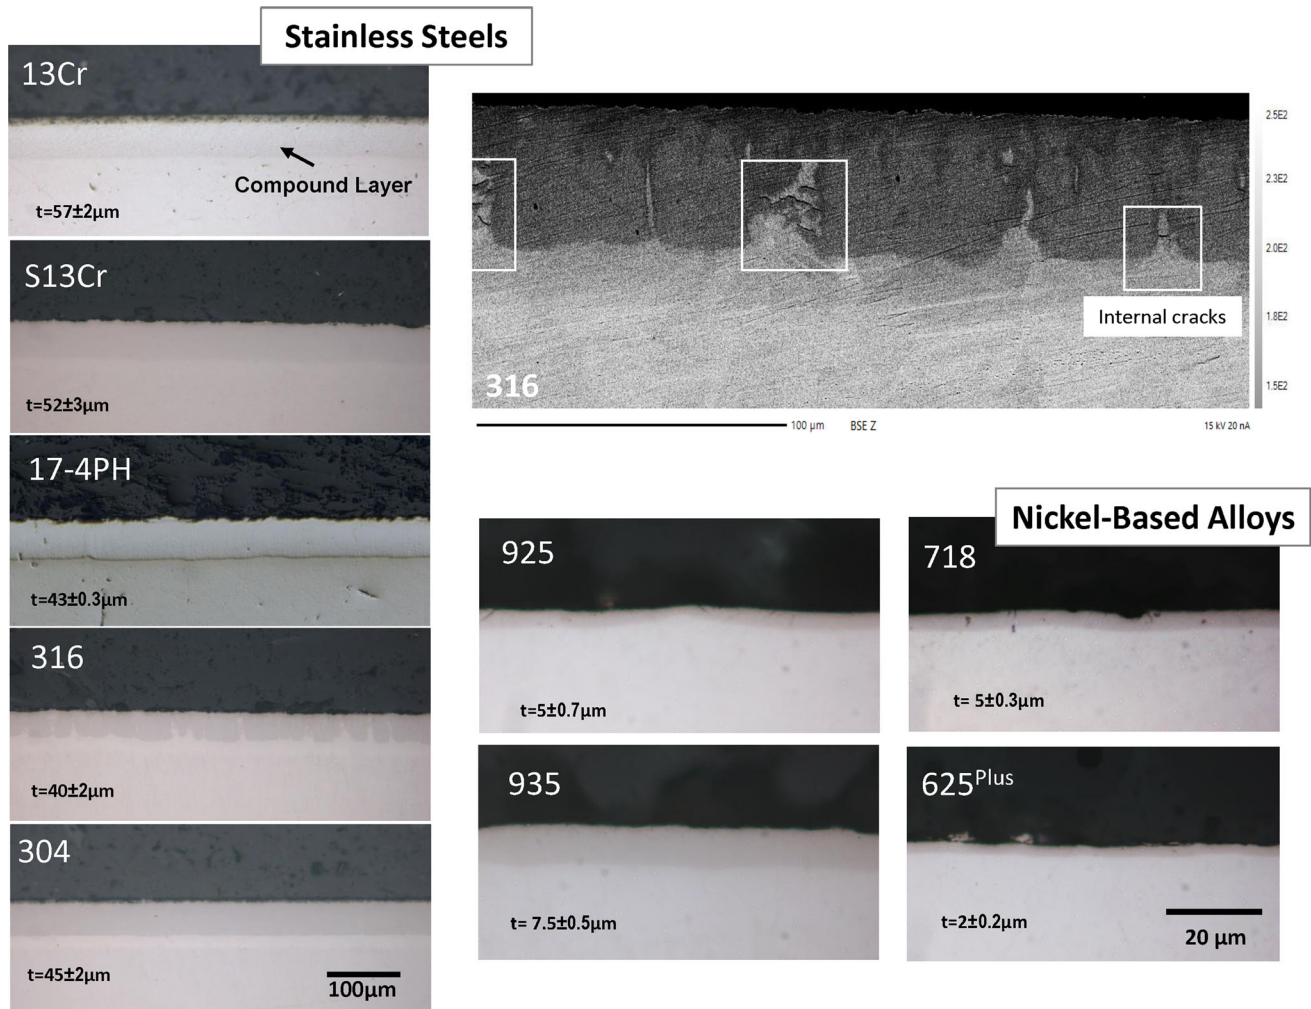 Stainless Steels
13Cr
Compound Layer
t=57±2μm
S13Cr
t=52±3μm
17-4PH
t=43±0.3μm
316
t=40±2μm
304
t=45±2μm
100μm
2.5E2
2.3E2
2.0E2
1.8E2
1.5E2
Internal cracks
316
100 μm
BSE Z
15 kV 20 nA
Nickel-Based Alloys
925
t=5±0.7μm
718
t= 5±0.3μm
935
t= 7.5±0.5μm
625Plus
t=2±0.2μm
20 μm